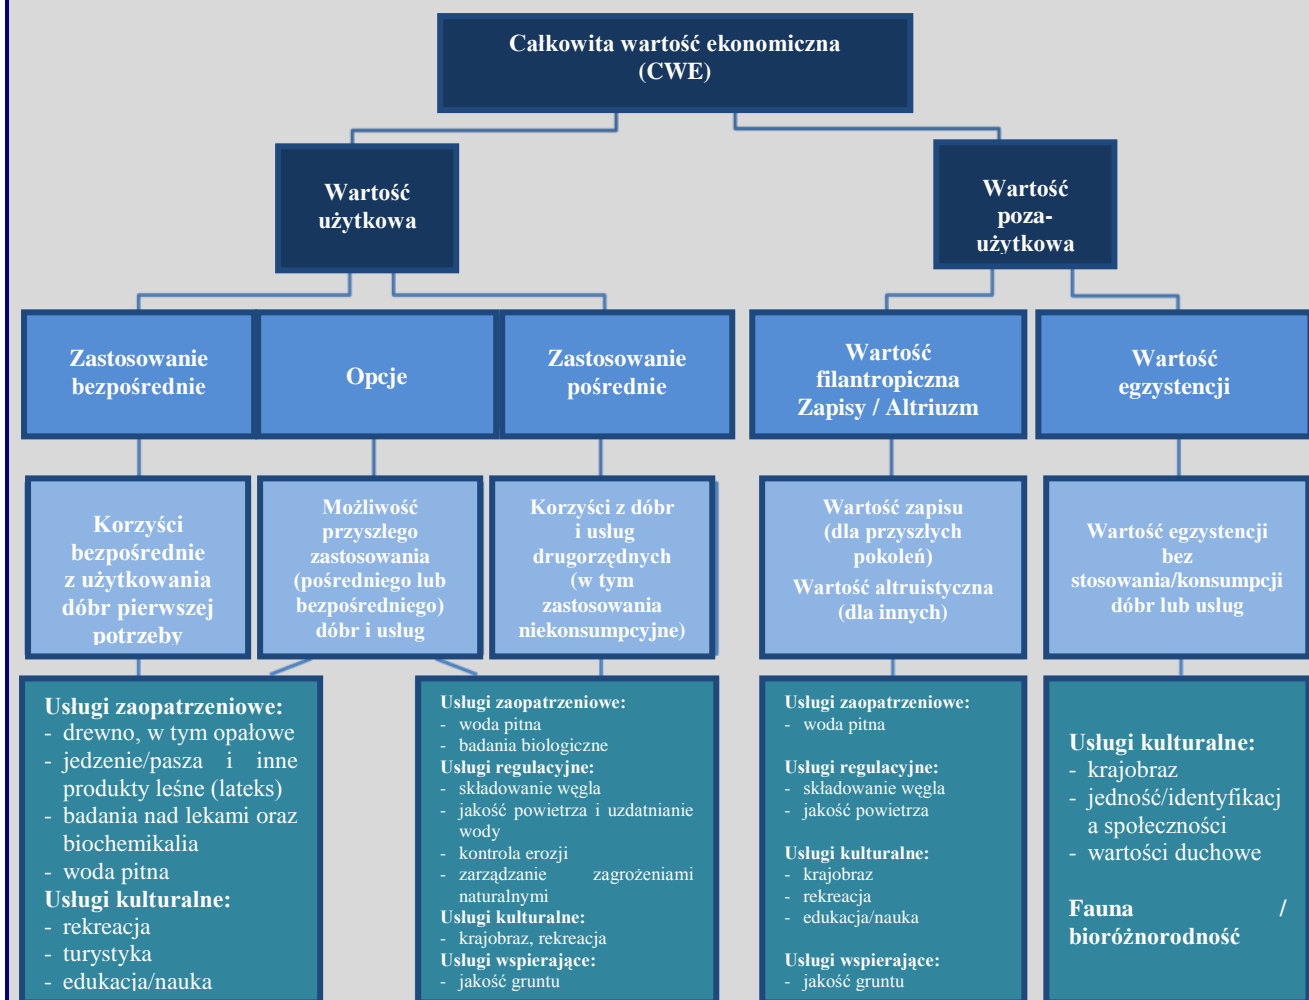 Całkowita wartość ekonomiczna
(CWE)
Wartość
użytkowa
Wartość
poza-
użytkowa
Zastosowanie
bezpośrednie
Opcje
Zastosowanie
pośrednie
Wartość
filantropiczna
Zapisy / Altriuzm
Wartość
egzystencji
Korzyści
bezpośrednie
z użytkowania
dóbr pierwszej
potrzeby
Możliwość
przyszłego
zastosowania
(pośredniego lub
bezpośredniego)
dóbr i usług
Korzyści z dóbr
i usług
drugorzędnych
(w tym
zastosowania
niekonsumpcyjne)
Wartość zapisu
(dla przyszłych
pokoleń)
Wartość altruistyczna
(dla innych)
Wartość egzystencji
bez
stosowania/konsumpcji
dóbr lub usług
Usługi zaopatrzeniowe:
- drewno, w tym opałowe
- jedzenie/pasza i inne
produkty leśne (lateks)
- badania nad lekami oraz
biochemikalia
- woda pitna
Usługi kulturalne:
- rekreacja
- turystyka
- edukacja/nauka
Usługi zaopatrzeniowe:
- woda pitna
- badania biologiczne
Usługi regulacyjne:
- składowanie węgla
- jakość powietrza i uzdatnianie
wody
- kontrola erozji
- zarządzanie zagrożeniami
naturalnymi
Usługi kulturalne:
- krajobraz, rekreacja
Usługi wspierające:
- jakość gruntu
Usługi zaopatrzeniowe:
- woda pitna
Usługi regulacyjne:
- składowanie węgla
- jakość powietrza
Usługi kulturalne:
- krajobraz
- rekreacja
- edukacja/nauka
Usługi wspierające:
- jakość gruntu
Usługi kulturalne:
- krajobraz
- jedność/identyfikacj
a społeczności
- wartości duchowe
Fauna /
bioróżnorodność